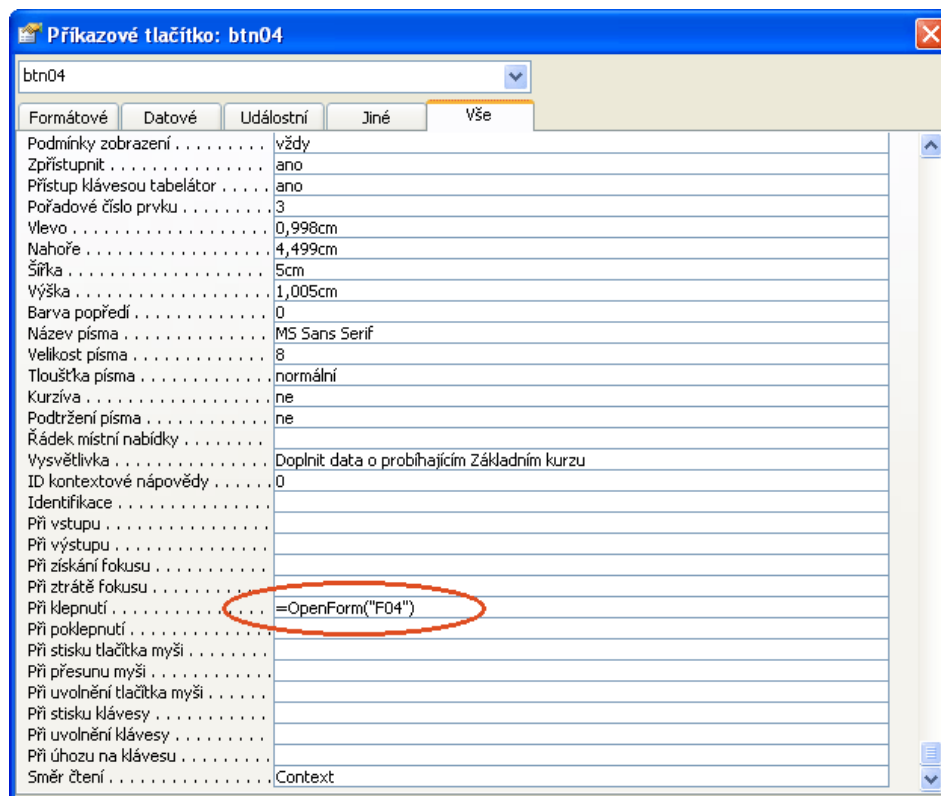 Příkazové tlačítko: btn04
btn04
Formátové Datové Událostní Jiné Vše
Podmínky zobrazení . . . . . . . . . vždy
Zpřístupnit . . . . . . . . . . . . . . . ano
Přístup klávesou tabelátor . . . . . ano
Pořadové číslo prvku . . . . . . . . . 3
Vlevo . . . . . . . . . . . . . . . . . . . 0,998cm
Nahoře . . . . . . . . . . . . . . . . . . 4,499cm
Šířka . . . . . . . . . . . . . . . . . . . 5cm
Výška . . . . . . . . . . . . . . . . . . . 1,005cm
Barva popředí . . . . . . . . . . . . . 0
Název písma . . . . . . . . . . . . . . MS Sans Serif
Velikost písma . . . . . . . . . . . . . 8
Tloušťka písma . . . . . . . . . . . . . normální
Kurzíva . . . . . . . . . . . . . . . . . . ne
Podtržení písma . . . . . . . . . . . . ne
Řádek místní nabídky . . . . . . . .
Vysvětlivka . . . . . . . . . . . . . . . Doplnit data o probíhajícím Základním kurzu
ID kontextové nápovědy . . . . . . 0
Identifikace . . . . . . . . . . . . . . .
Při vstupu . . . . . . . . . . . . . . . .
Při výstupu . . . . . . . . . . . . . . .
Při získání fokusu . . . . . . . . . . .
Při ztrátě fokusu . . . . . . . . . . .
Při klepnutí . . . . . . . . . . . . . . . =OpenForm("F04")
Při poklepnutí . . . . . . . . . . . . . .
Při stisku tlačítka myši . . . . . . . .
Při přesunu myši . . . . . . . . . . . .
Při uvolnění tlačítka myši . . . . . .
Při stisku klávesy . . . . . . . . . . .
Při uvolnění klávesy . . . . . . . . .
Při úhozu na klávesu . . . . . . . . .
Směr čtení . . . . . . . . . . . . . . . . Context